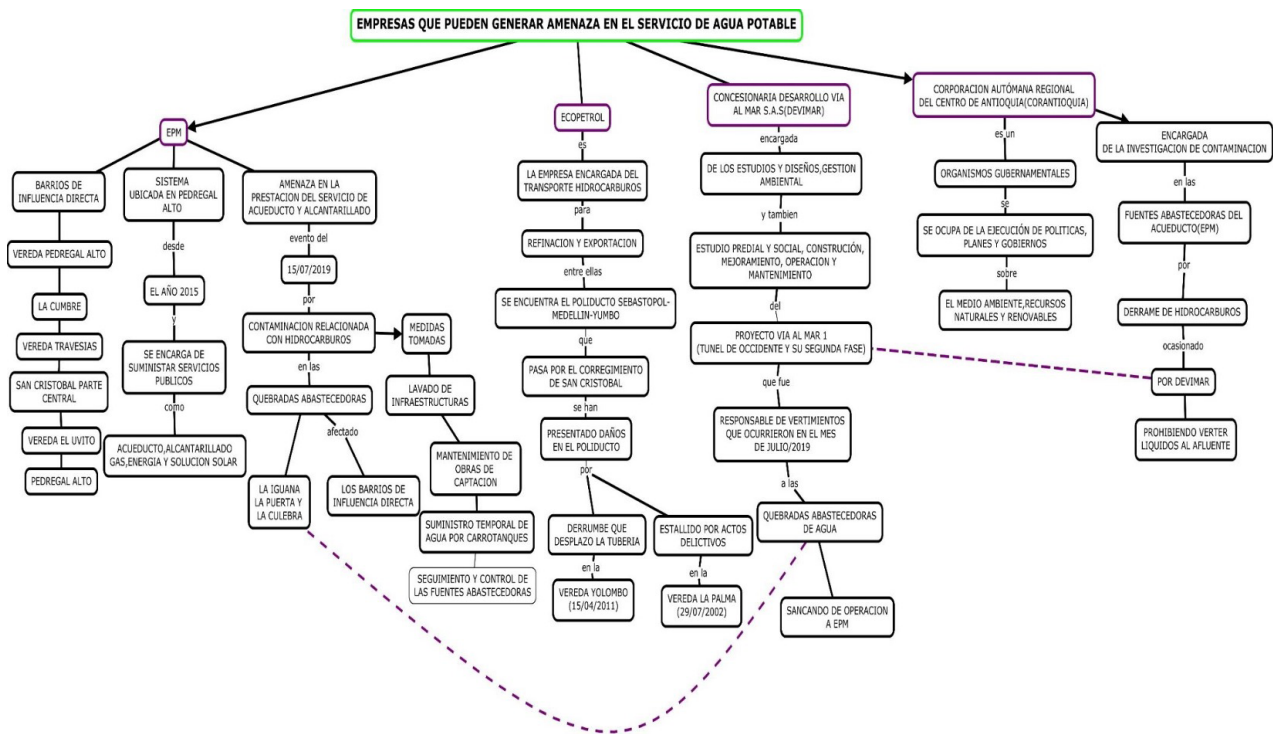 EMPRESAS QUE PUEDEN GENERAR AMENAZA EN EL SERVICIO DE AGUA POTABLE
EPM
BARRIOS DE
INFLUENCIA DIRECTA
VEREDA PEDREGAL ALTO
LA CUMBRE
VEREDA TRAVESIAS
SAN CRISTOBAL PARTE
CENTRAL
VEREDA EL UVITO
PEDREGAL ALTO
SISTEMA
UBICADA EN PEDREGAL
ALTO
desde
EL AÑO 2015
y
SE ENCARGA DE
SUMINISTAR SERVICIOS
PUBLICOS
como
ACUEDUCTO,ALCANTARILLADO
GAS,ENERGIA Y SOLUCION SOLAR
AMENAZA EN LA
PRESTACION DEL SERVICIO DE
ACUEDUCTO Y ALCANTARILLADO
evento del
15/07/2019
por
CONTAMINACION RELACIONADA
CON HIDROCARBUROS
en las
QUEBRADAS ABASTECEDORAS
afectado
LA IGUANA
LA PUERTA Y
LA CULEBRA
LOS BARRIOS DE
INFLUENCIA DIRECTA
MEDIDAS
TOMADAS
LAVADO DE
INFRAESTRUCTURAS
MANTENIMIENTO DE
OBRAS DE
CAPTACION
SUMINISTRO TEMPORAL DE
AGUA POR CARROTANQUES
SEGUIMIENTO Y CONTROL DE
LAS FUENTES ABASTECEDORAS
ECOPETROL
es
LA EMPRESA ENCARGADA DEL
TRANSPORTE HIDROCARBUROS
para
REFINACION Y EXPORTACION
entre ellas
SE ENCUENTRA EL POLIDUCTO SEBASTOPOL-
MEDELLIN-YUMBO
que
PASA POR EL CORREGIMIENTO
DE SAN CRISTOBAL
se han
PRESENTADO DAÑOS
EN EL POLIDUCTO
por
DERRUMBE QUE
DESPLAZO LA TUBERIA
en la
VEREDA YOLOMBO
(15/04/2011)
ESTALLIDO POR ACTOS
DELICTIVOS
en la
VEREDA LA PALMA
(29/07/2002)
CONCESIONARIA DESARROLLO VIA
AL MAR S.A.S(DEVIMAR)
encargada
DE LOS ESTUDIOS Y DISEÑOS,GESTION
AMBIENTAL
y tambien
ESTUDIO PREDIAL Y SOCIAL, CONSTRUCIÓN,
MEJORAMIENTO, OPERACION Y
MANTENIMIENTO
del
PROYECTO VIA AL MAR 1
(TUNEL DE OCCIDENTE Y SU SEGUNDA FASE)
que fue
RESPONSABLE DE VERTIMIENTOS
QUE OCURRIERON EN EL MES
DE JULIO/2019
a las
QUEBRADAS ABASTECEDORAS
DE AGUA
SANCANDO DE OPERACION
A EPM
CORPORACION AUTÓMANA REGIONAL
DEL CENTRO DE ANTIOQUIA(CORANTIOQUIA)
es un
ORGANISMOS GUBERNAMENTALES
se
SE OCUPA DE LA EJECUCIÓN DE POLITICAS,
PLANES Y GOBIERNOS
sobre
EL MEDIO AMBIENTE,RECURSOS
NATURALES Y RENOVABLES
ENCARGADA
DE LA INVESTIGACION DE CONTAMINACION
en las
FUENTES ABASTECEDORAS DEL
ACUEDUCTO(EPM)
por
DERRAME DE HIDROCARBUROS
ocasionado
POR DEVIMAR
PROHIBIENDO VERTER
LIQUIDOS AL AFLUENTE